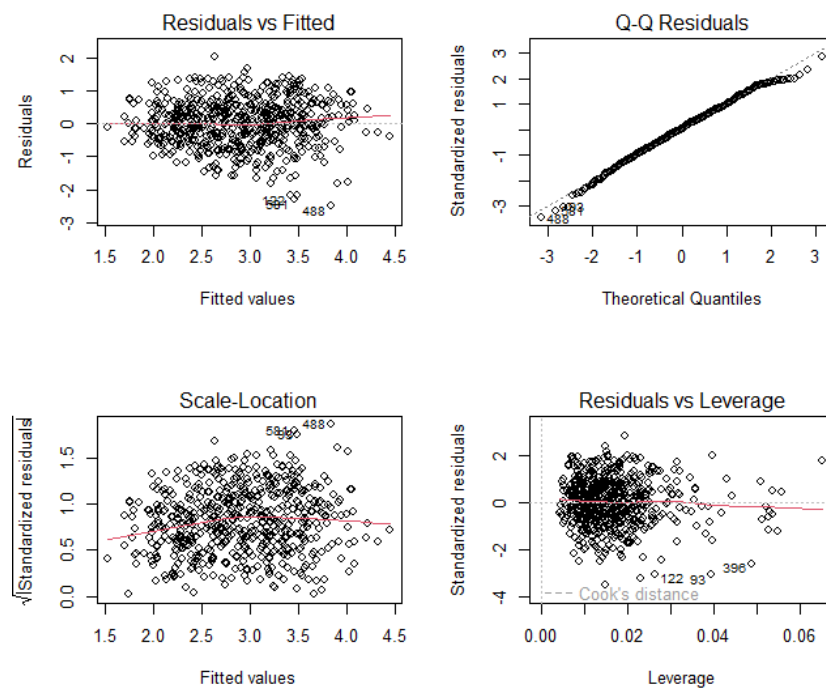 Residuals vs Fitted
Residuals
2
1
0
-1
-2
-3
581
488
1.5 2.0 2.5 3.0 3.5 4.0 4.5
Fitted values
Q-Q Residuals
Standardized residuals
3
2
1
-1
-3
488
-3 -2 -1 0 1 2 3
Theoretical Quantiles
Scale-Location
√|Standardized residuals|
1.5
1.0
0.5
0.0
581
488
1.5 2.0 2.5 3.0 3.5 4.0 4.5
Fitted values
Residuals vs Leverage
Standardized residuals
2
0
-2
-4
122 93 396
Cook's distance
0.00 0.02 0.04 0.06
Leverage